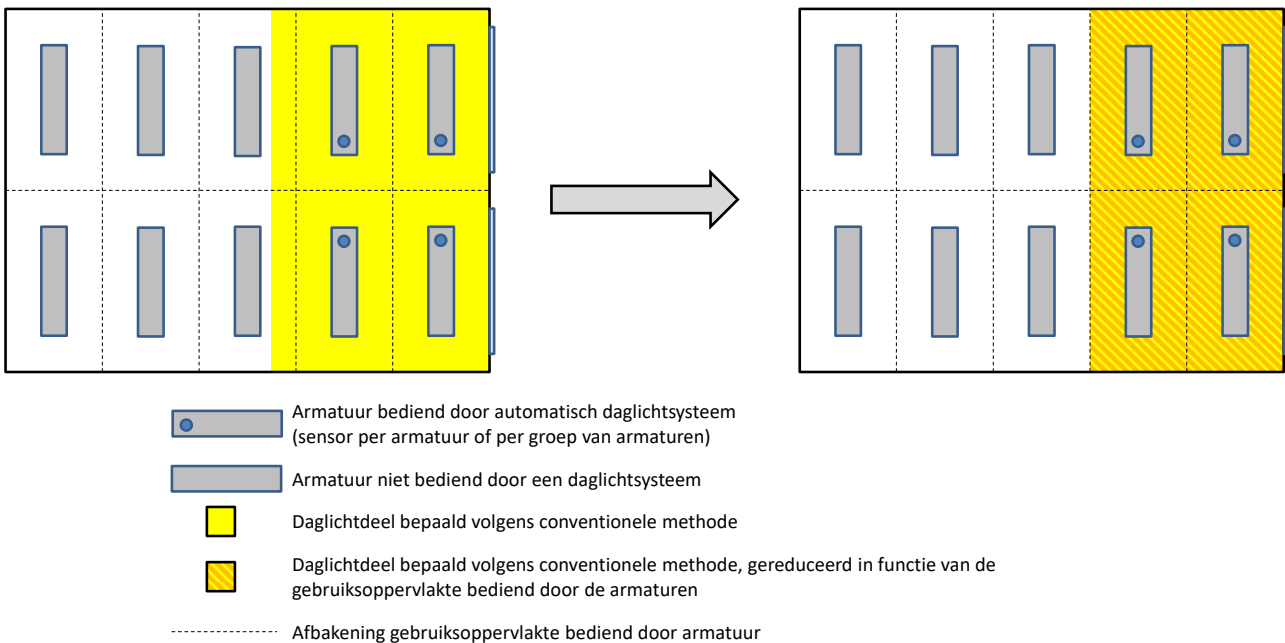 Armatuur bediend door automatisch daglichtsysteem
(sensor per armatuur of per groep van armaturen)
Armatuur niet bediend door een daglichtsysteem
Daglichtdeel bepaald volgens conventionele methode
Daglichtdeel bepaald volgens conventionele methode, gereduceerd in functie van de
gebruiksoppervlakte bediend door de armaturen
Afbakening gebruiksoppervlakte bediend door armatuur